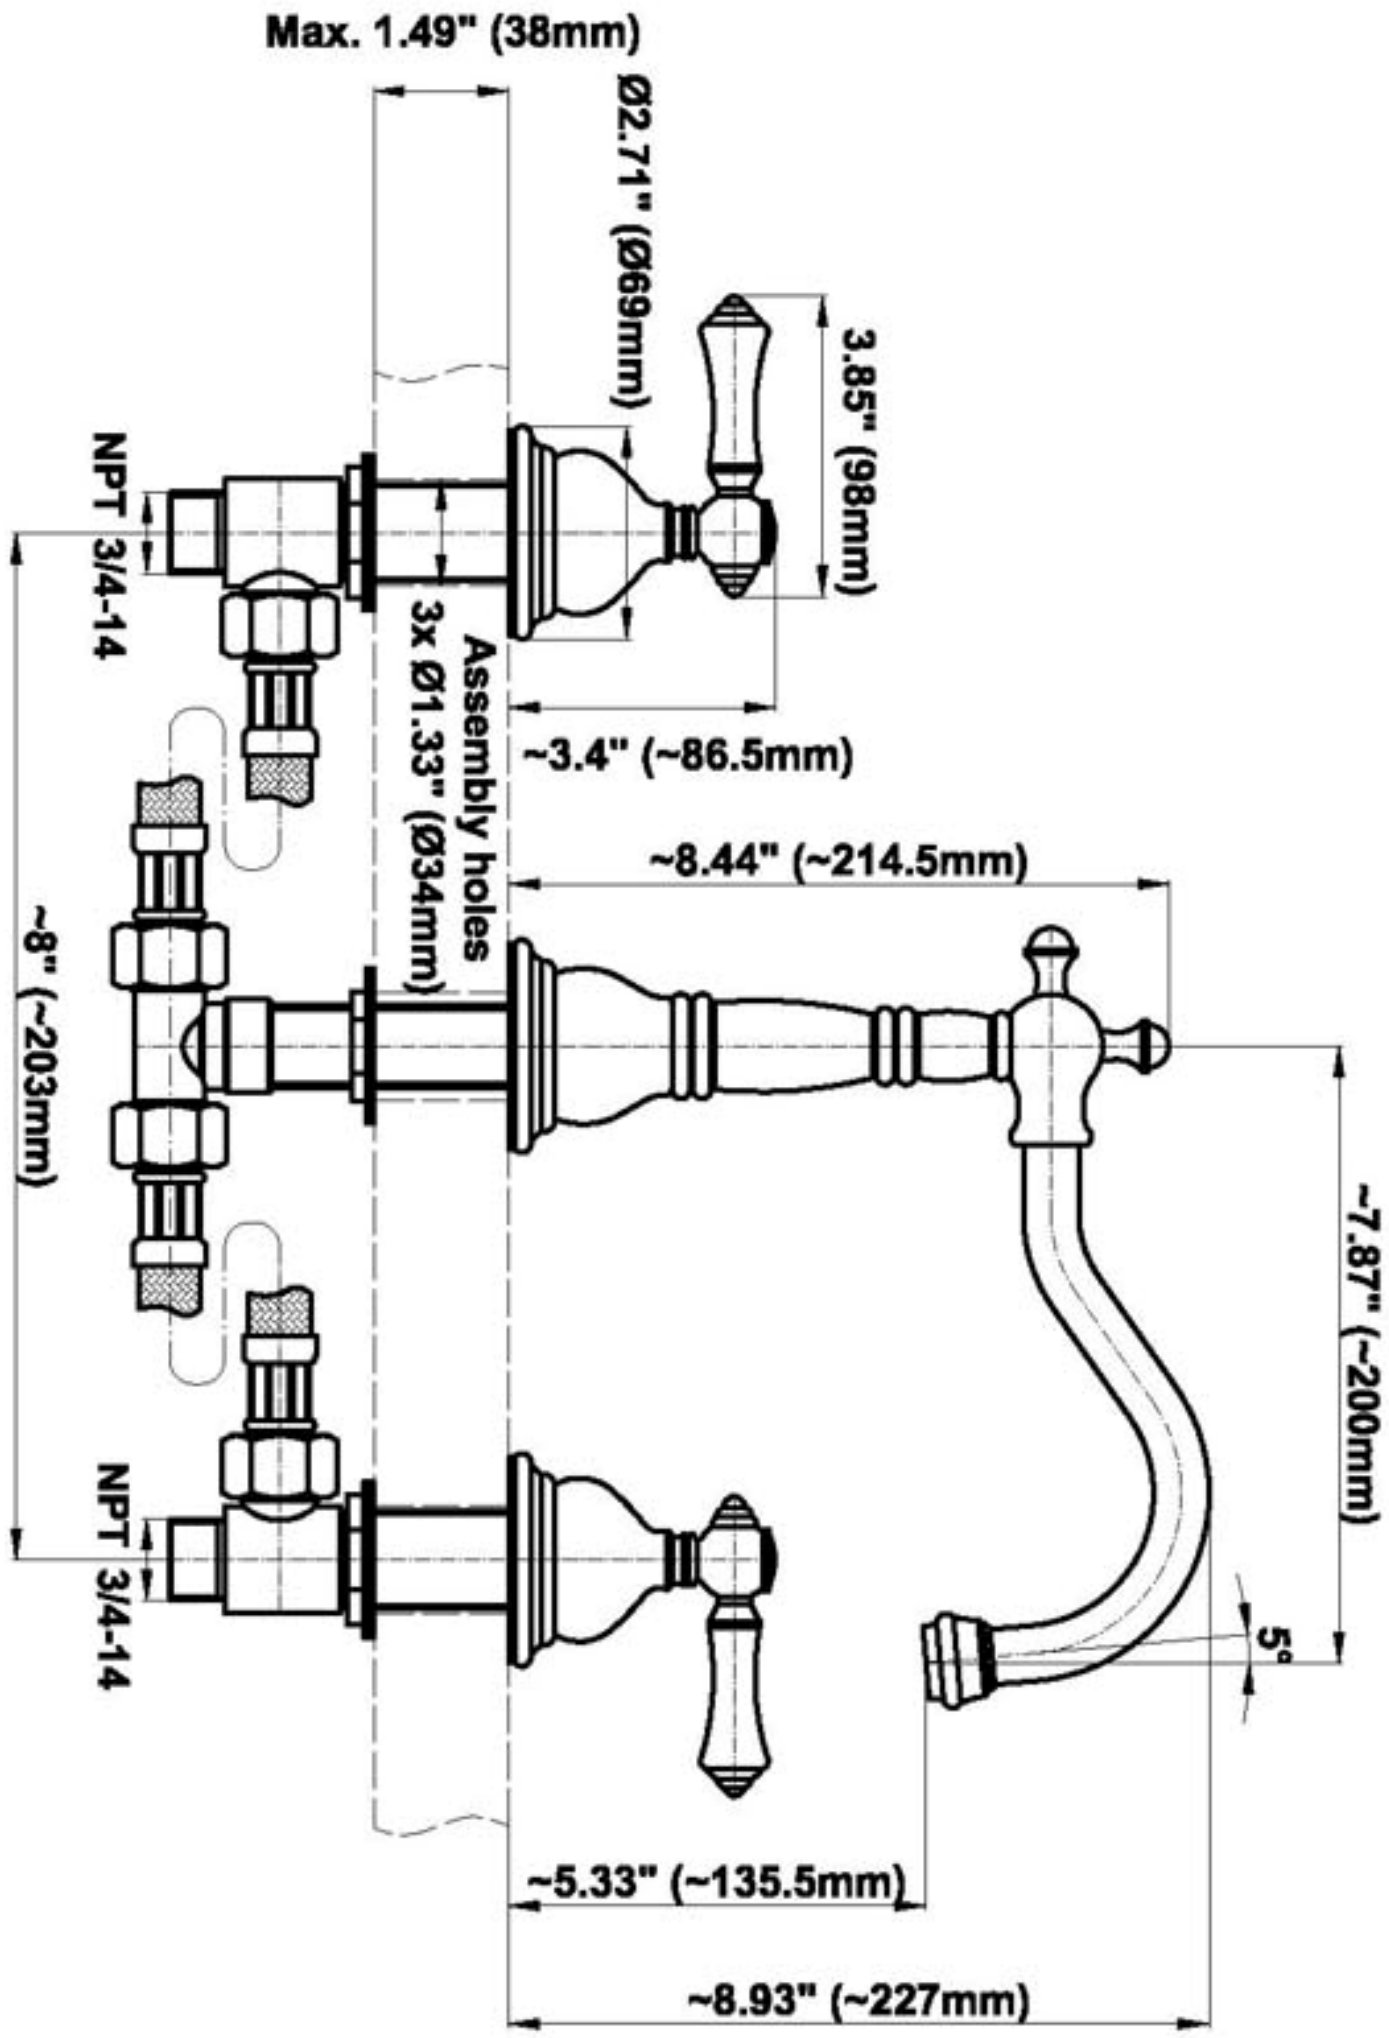 Max. 1.49" (38mm)
Ø2.71" (Ø69mm)
3.85" (98mm)
NPT 3/4-14
Assembly holes
3x Ø1.33" (Ø34mm)
~3.4" (~86.5mm)
~8.44" (~214.5mm)
~8" (~203mm)
~7.87" (~200mm)
NPT 3/4-14
5°
~5.33" (~135.5mm)
~8.93" (~227mm)